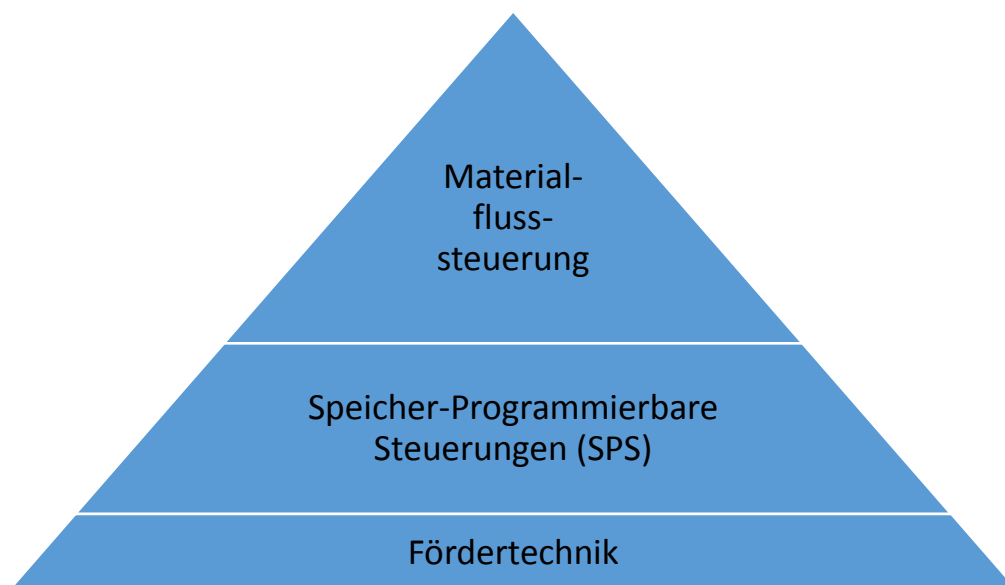 Material-
fluss-
steuerung
Speicher-Programmierbare
Steuerungen (SPS)
Fördertechnik